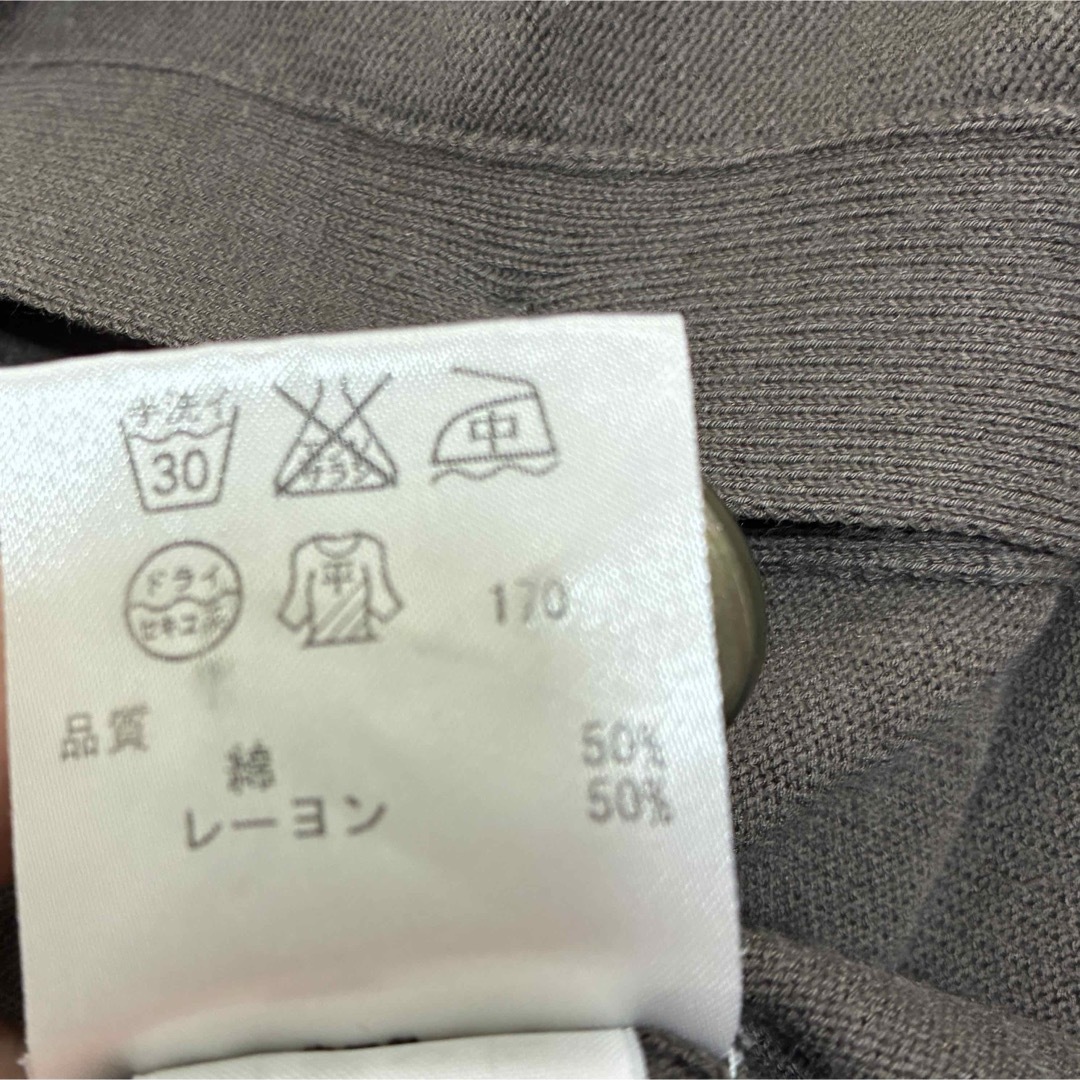 手洗イ
30
エンソサラシ
中
ドライ
セキユ系
中
170
品質
綿 50%
レーヨン 50%